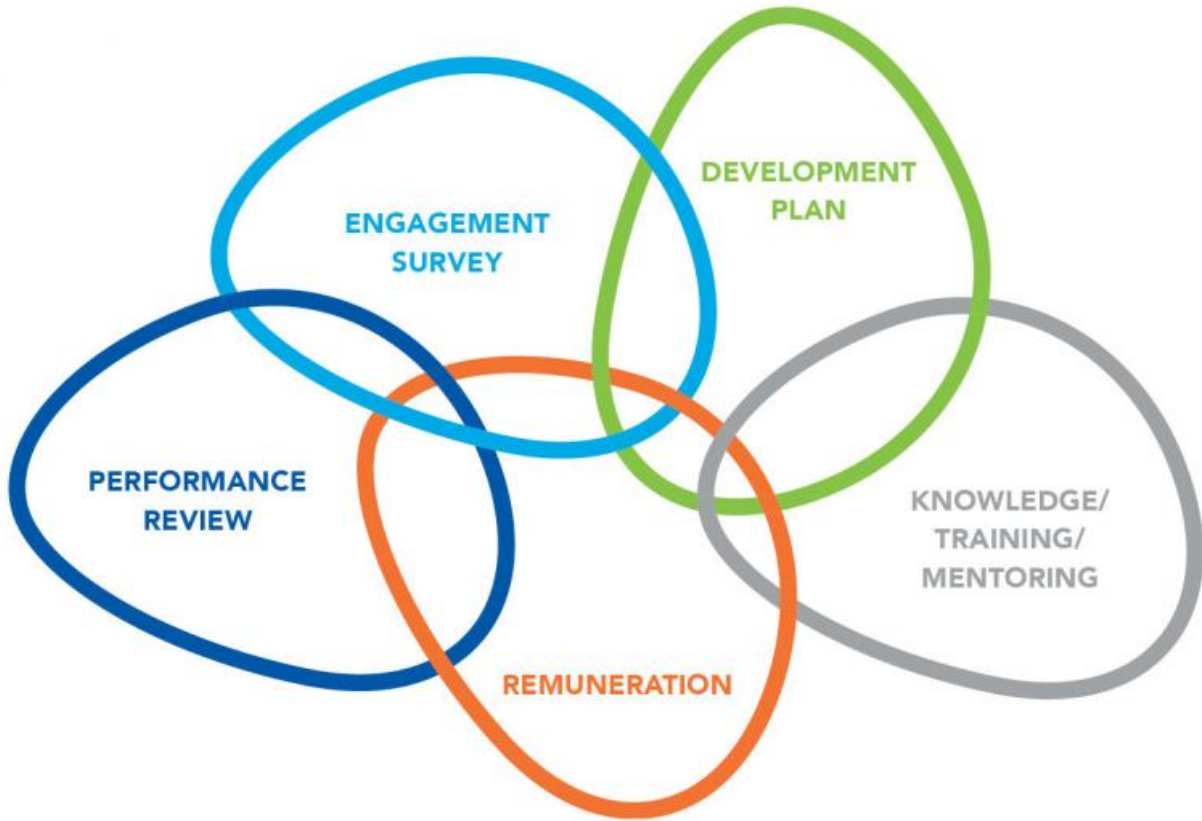 DEVELOPMENT
PLAN
ENGAGEMENT
SURVEY
PERFORMANCE
REVIEW
KNOWLEDGE/
TRAINING/
MENTORING
REMUNERATION